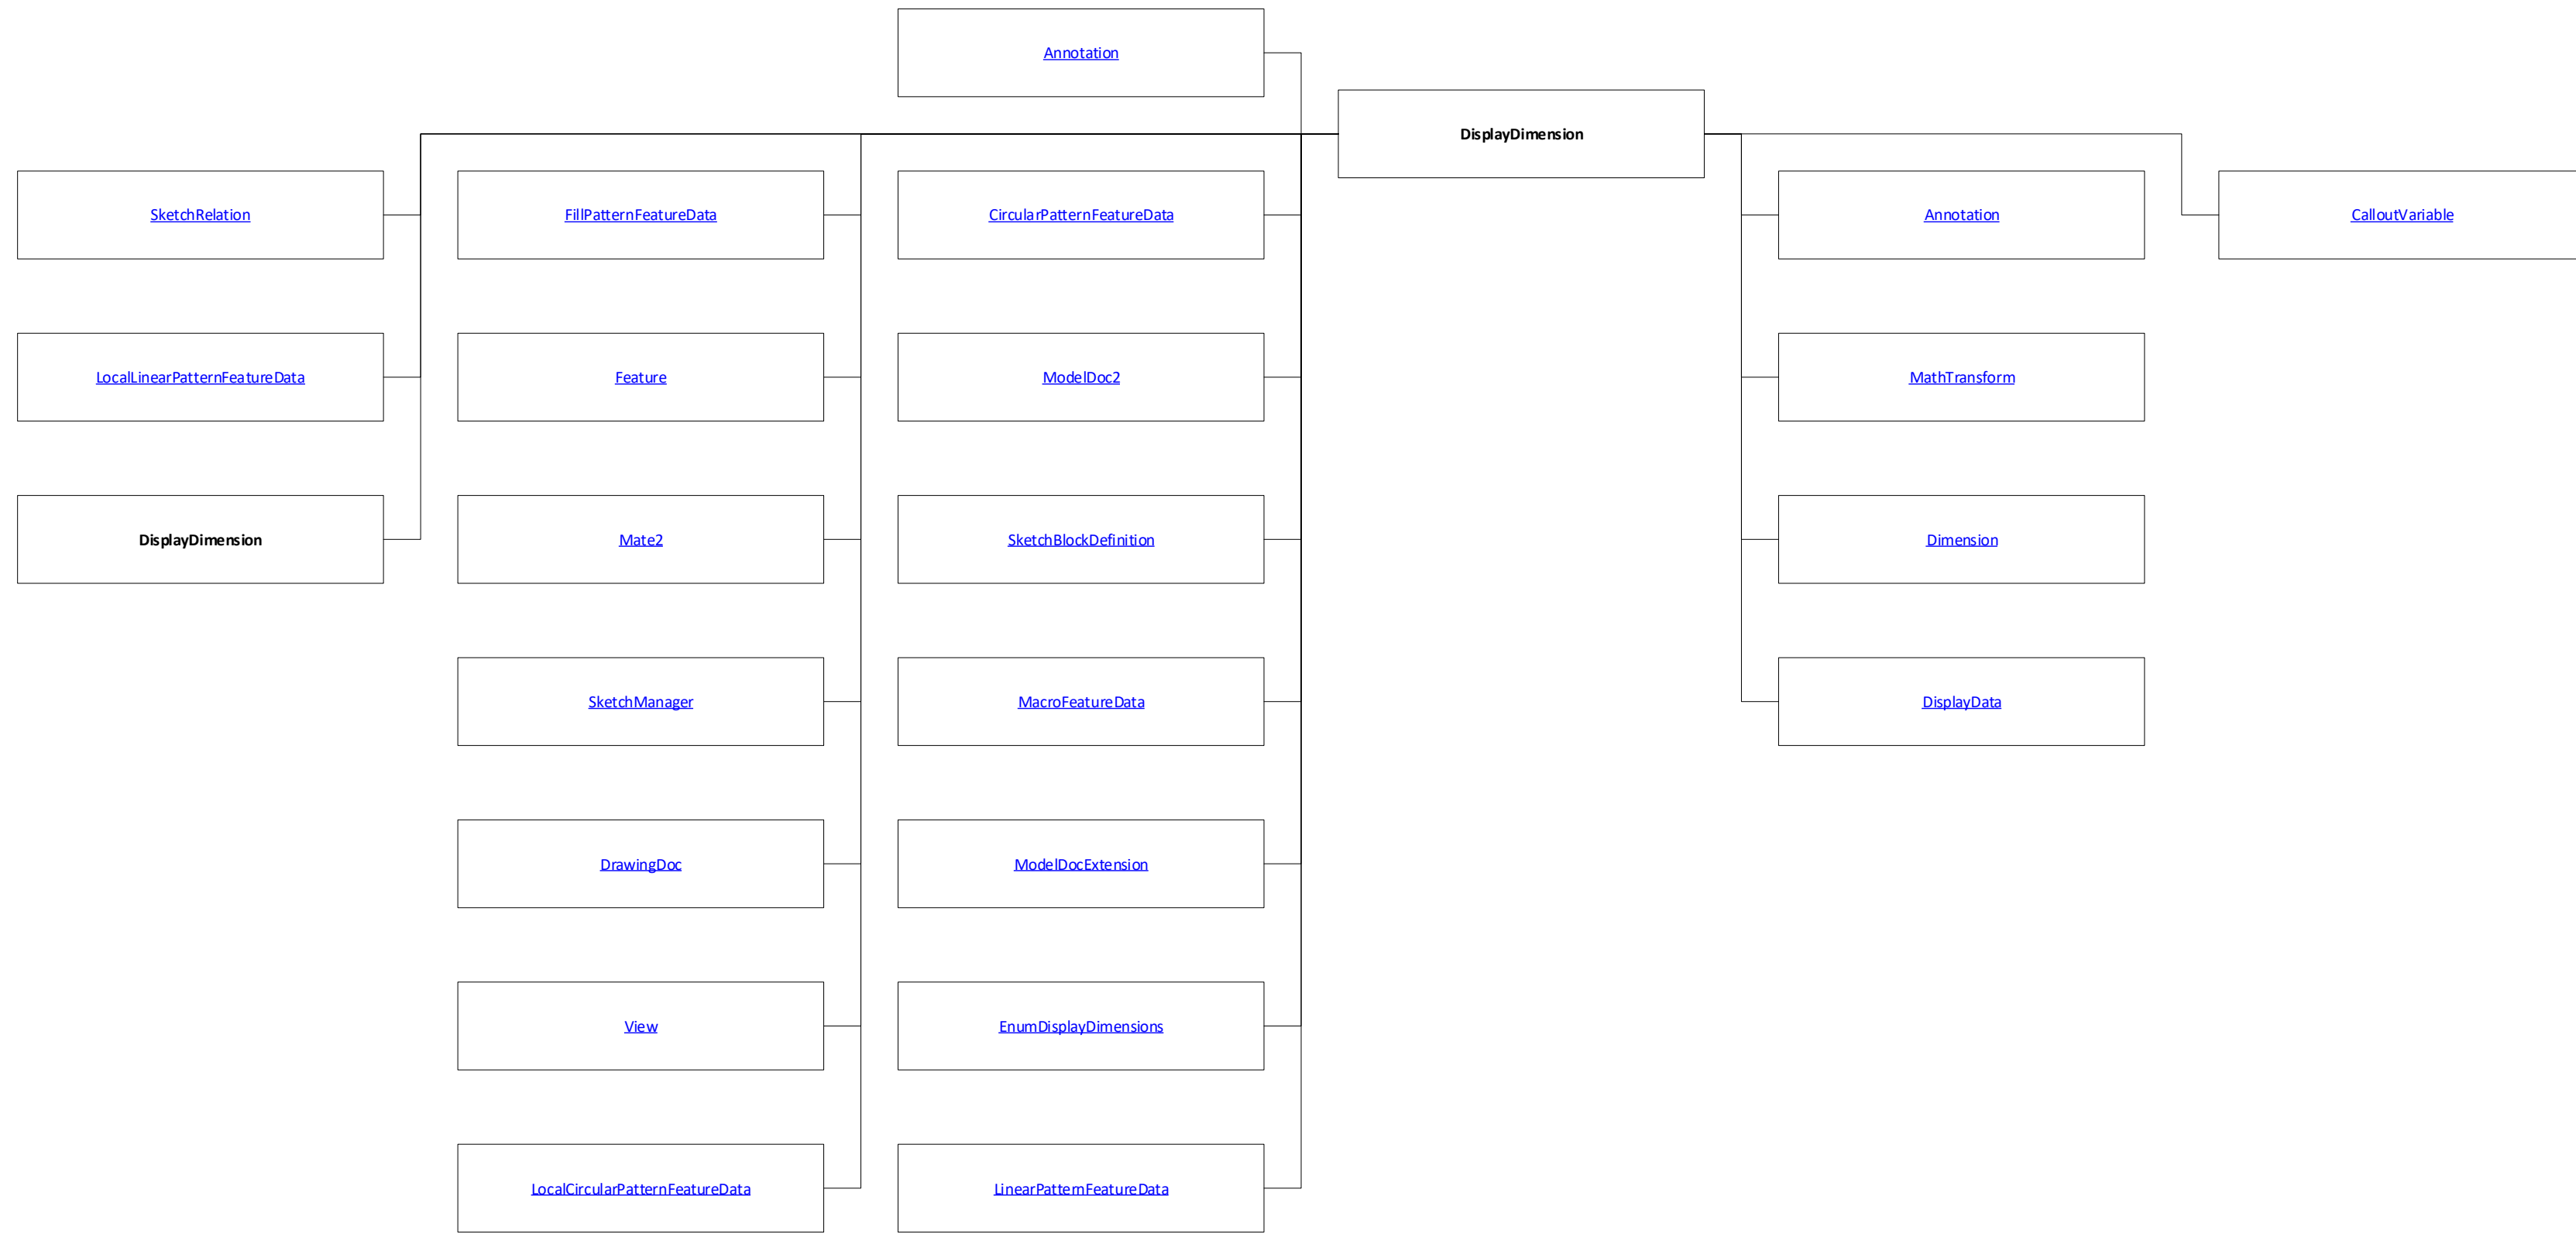 Annotation
DisplayDimension
SketchRelation
FillPatternFeatureData
CircularPatternFeatureData
Annotation
CalloutVariable
LocalLinearPatternFeatureData
Feature
ModelDoc2
MathTransform
DisplayDimension
Mate2
SketchBlockDefinition
Dimension
SketchManager
MacroFeatureData
DisplayData
DrawingDoc
ModelDocExtension
View
EnumDisplayDimensions
LocalCircularPatternFeatureData
LinearPatternFeatureData